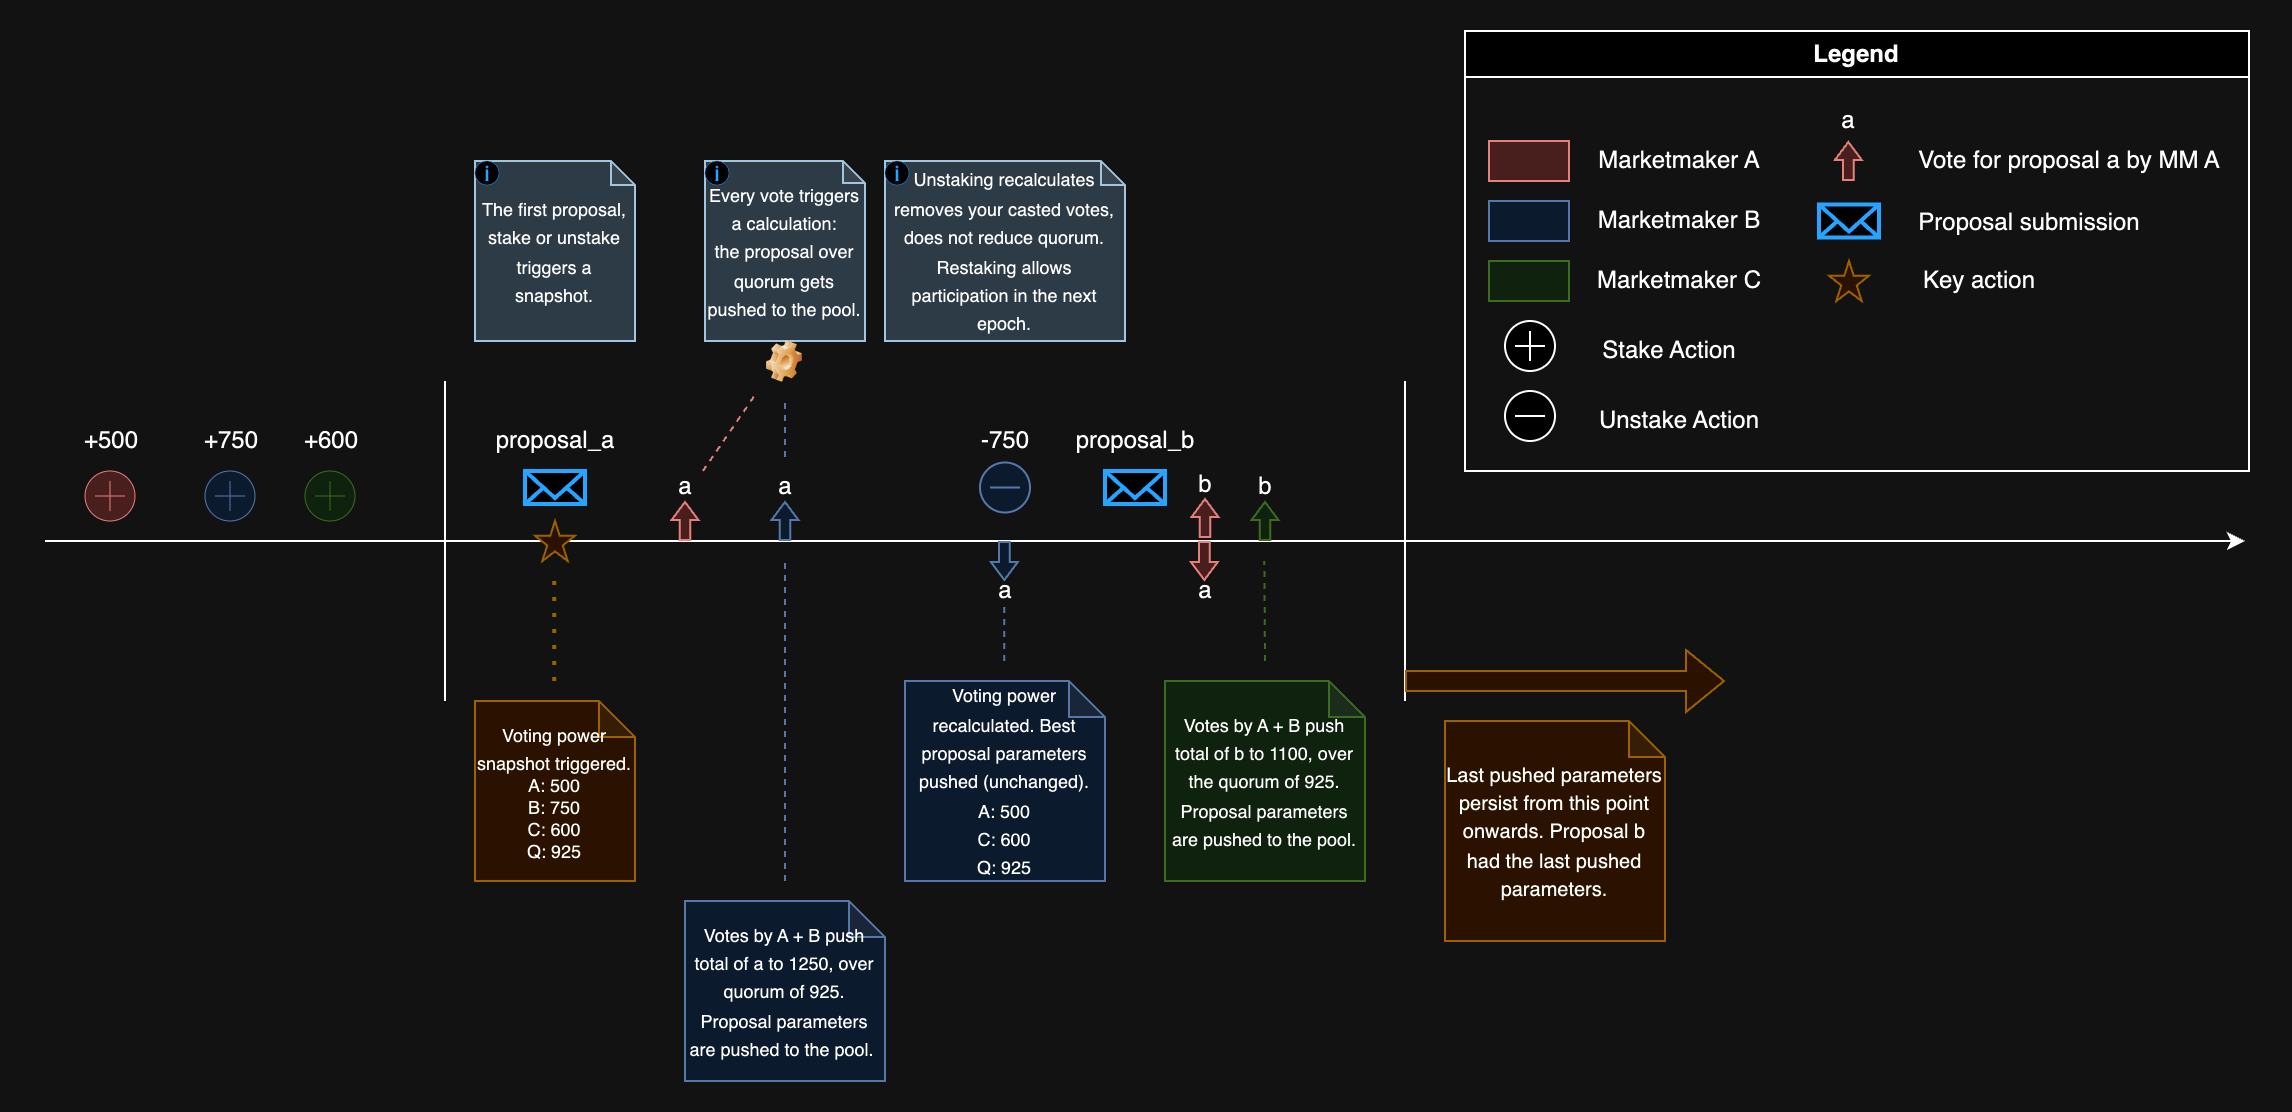 Legend
Marketmaker A
Marketmaker B
Marketmaker C
Stake Action
Unstake Action
a
Vote for proposal a by MM A
Proposal submission
Key action
The first proposal,
stake or unstake
triggers a
snapshot.
Every vote triggers
a calculation:
the proposal over
quorum gets
pushed to the pool.
Unstaking recalculates
removes your casted votes,
does not reduce quorum.
Restaking allows
participation in the next
epoch.
+500
+750
+600
proposal_a
a
a
-750
proposal_b
b
b
a
a
Voting power
snapshot triggered.
A: 500
B: 750
C: 600
Q: 925
Votes by A + B push
total of a to 1250, over
quorum of 925.
Proposal parameters
are pushed to the pool.
Voting power
recalculated. Best
proposal parameters
pushed (unchanged).
A: 500
C: 600
Q: 925
Votes by A + B push
total of b to 1100, over
the quorum of 925.
Proposal parameters
are pushed to the pool.
Last pushed parameters
persist from this point
onwards. Proposal b
had the last pushed
parameters.